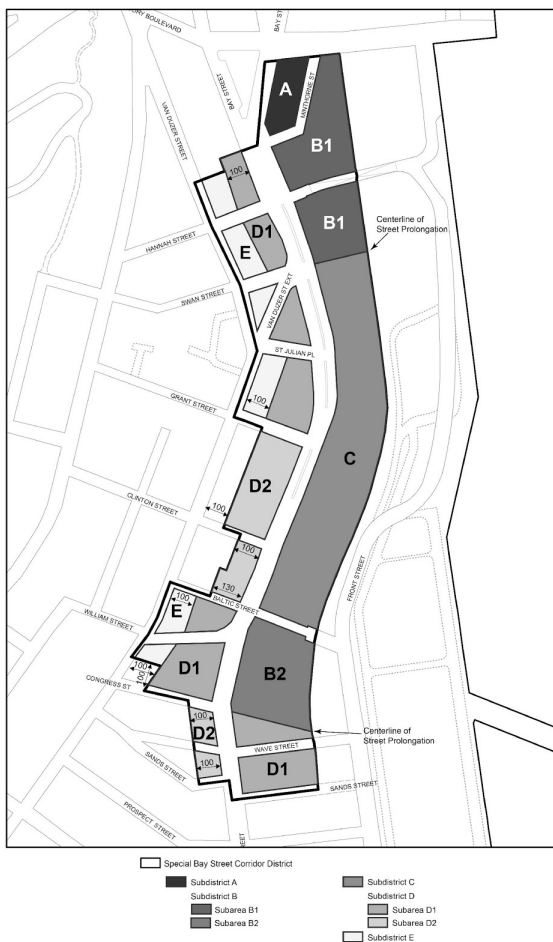 ORY BOULEVARD
BAY ST
BAY STREET
VAN DUZER STREET
MINTHORNE ST
A
B1
100
B1
Centerline of
Street Prolongation
D1
HANNAH STREET
E
SWAN STREET
VAN DUZER ST EXT
ST JULIAN PL
GRANT STREET
100
C
D2
CLINTON STREET
100
100
130
FRONT STREET
BALTIC STREET
100
E
WILLIAM STREET
100
D1
100
B2
CONGRESS ST
100
D2
Centerline of
Street Prolongation
WAVE STREET
SANDS STREET
100
D1
SANDS STREET
PROSPECT STREET
REET
Special Bay Street Corridor District
Subdistrict A
Subdistrict B
Subarea B1
Subarea B2
Subdistrict C
Subdistrict D
Subarea D1
Subarea D2
Subdistrict E